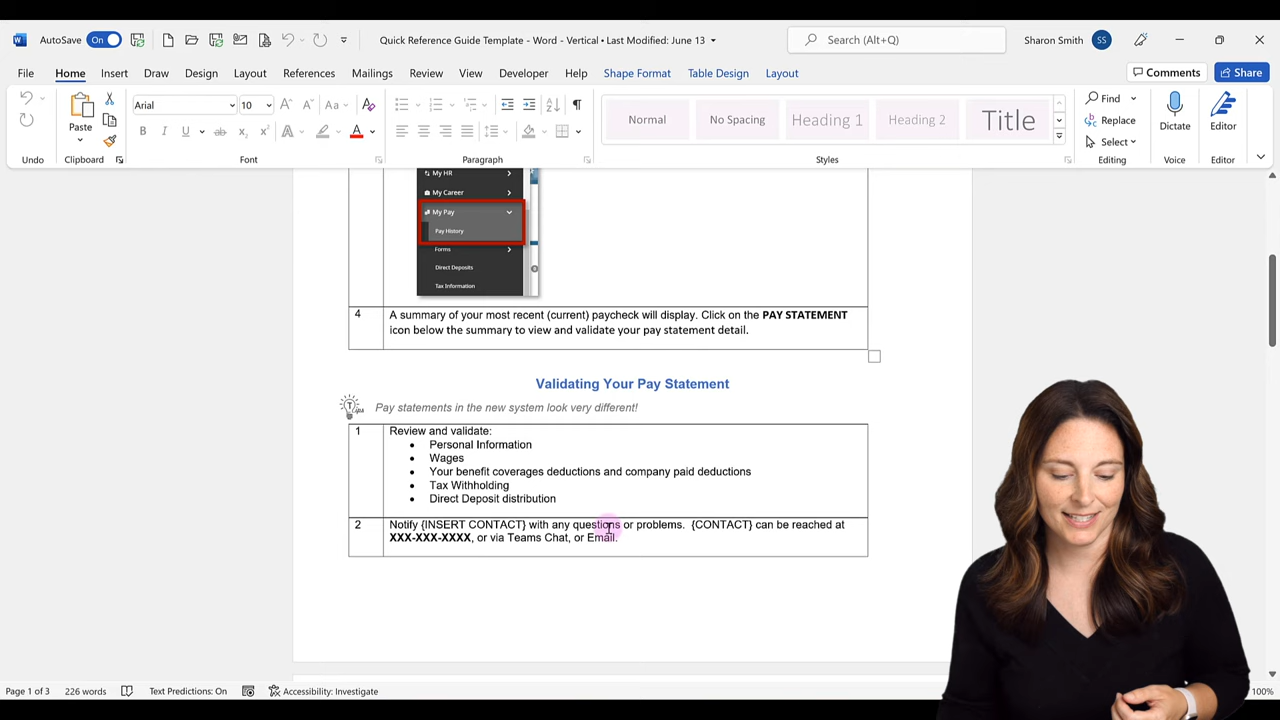 AutoSave On
Quick Reference Guide Template - Word - Vertical • Last Modified: June 13
Search (Alt+Q)
Sharon Smith SS
File Home Insert Draw Design Layout References Mailings Review View Developer Help Shape Format Table Design Layout
Comments Share
Paste
Arial 10 Aa
Normal No Spacing Heading 1 Heading 2 Title
Find
Replace
Select
Dictate
Editor
Undo Clipboard Font Paragraph Styles Editing Voice Editor
My HR
My Career
My Pay
Pay History
Forms
Direct Deposits
Tax Information
4 A summary of your most recent (current) paycheck will display. Click on the PAY STATEMENT
icon below the summary to view and validate your pay statement detail.
Validating Your Pay Statement
Tips Pay statements in the new system look very different!
1 Review and validate:
• Personal Information
• Wages
• Your benefit coverages deductions and company paid deductions
• Tax Withholding
• Direct Deposit distribution
2 Notify {INSERT CONTACT} with any questions or problems. {CONTACT} can be reached at
XXX-XXX-XXXX, or via Teams Chat, or Email.
Page 1 of 3 226 words Text Predictions: On Accessibility: Investigate 100%